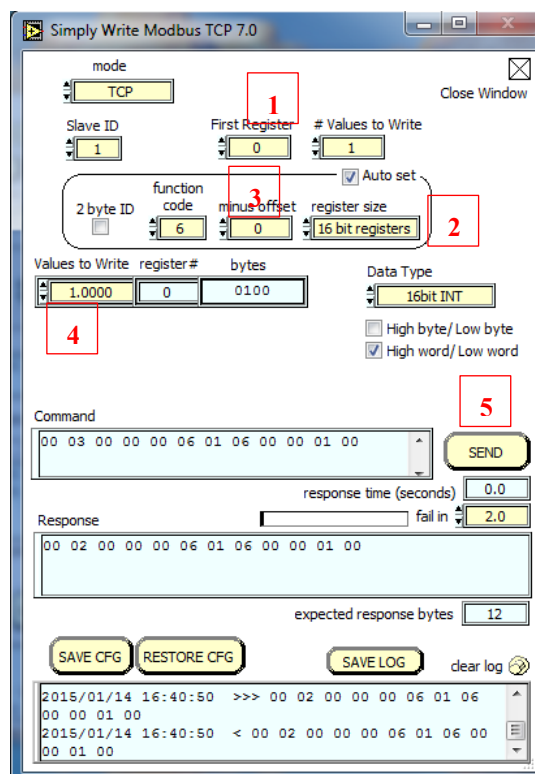 Simply Write Modbus TCP 7.0
mode
TCP
Close Window
1
Slave ID First Register # Values to Write
1 0 1
Auto set
3
2 byte ID function code minus offset register size
6 0 16 bit registers
2
Values to Write register# bytes
1.0000 0 0100
4
Data Type
16bit INT
High byte/Low byte
High word/Low word
5
Command
00 03 00 00 00 06 01 06 00 00 01 00
SEND
response time (seconds) 0.0
Response fail in 2.0
00 02 00 00 00 06 01 06 00 00 01 00
expected response bytes 12
SAVE CFG RESTORE CFG SAVE LOG clear log
2015/01/14 16:40:50 >>> 00 02 00 00 00 06 01 06
00 00 01 00
2015/01/14 16:40:50 < 00 02 00 00 00 06 01 06 00
00 01 00